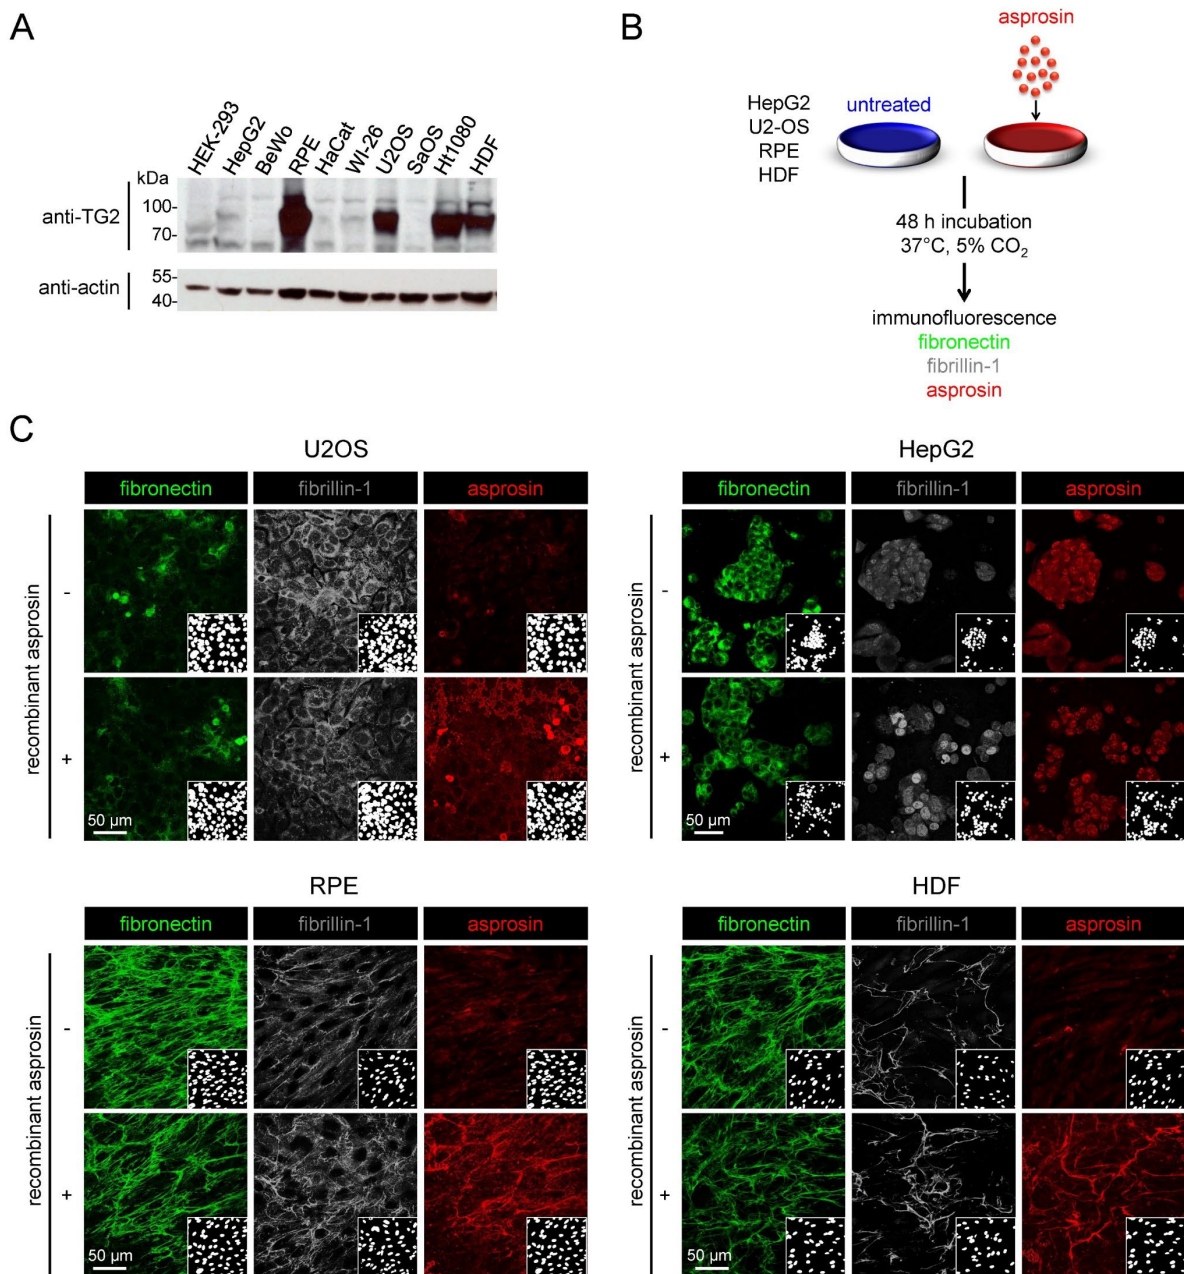 A
HEK-293
HepG2
BeWo
RPE
HaCat
WI-26
U2OS
SaOS
Ht1080
HDF
kDa
anti-TG2
100-
70-
anti-actin
55-
40-
B
asprosin
HepG2
U2-OS
RPE
HDF
untreated
48 h incubation
37°C, 5% CO₂
immunofluorescence
fibronectin
fibrillin-1
asprosin
C
U2OS
fibronectin
fibrillin-1
asprosin
recombinant asprosin
-
+
50 µm
HepG2
fibronectin
fibrillin-1
asprosin
recombinant asprosin
-
+
50 µm
RPE
fibronectin
fibrillin-1
asprosin
recombinant asprosin
-
+
50 µm
HDF
fibronectin
fibrillin-1
asprosin
recombinant asprosin
-
+
50 µm